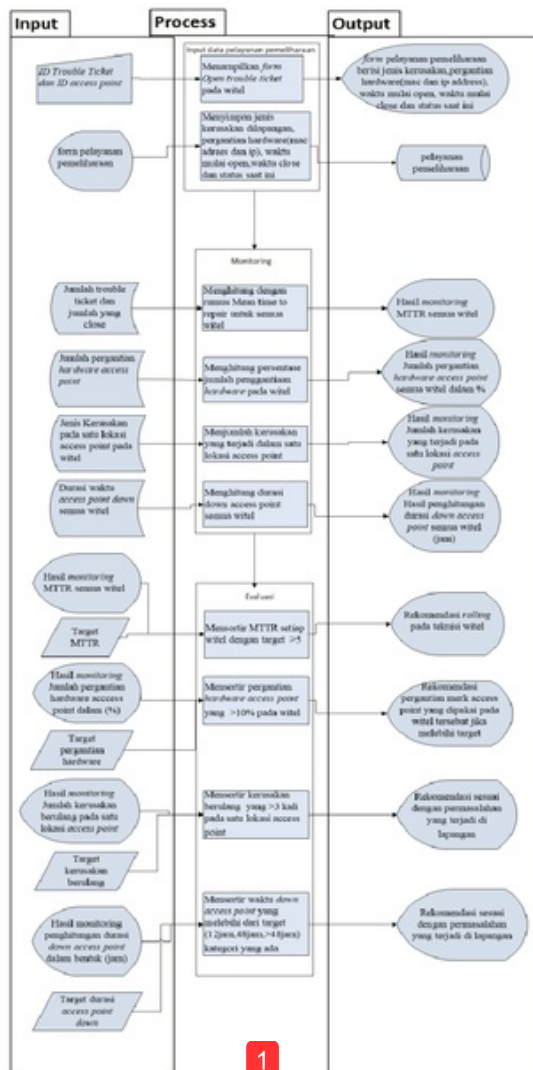 Input
Process
Output
Input data pelayanan pemeliharaan
ID Trouble Ticket
dan ID access point
Menampilkan form
Open trouble ticket
pada witel
form pelayanan pemeliharaan
berisi jenis kerusakan,pergantian
hardware(mac dan ip address),
waktu mulai open, waktu mulai
close dan status saat ini
form pelayanan
pemeliharaan
Menyimpan jenis
kerusakan dilapangan,
pergantian hardware(mac
adrees dan ip), waktu
mulai open,waktu close
dan status saat ini
pelayanan
pemeliharaan
Monitoring
Jumlah trouble
ticket dan
jumlah yang
close
Menghitung dengan
rumus Mean time to
repair untuk semua
witel
Hasil monitoring
MTTR semua witel
Jumlah pergantian
hardware access
point
Menghitung persentase
jumlah penggantiaan
hardware pada witel
Hasil monitoring
Jumlah pergantian
hardware access point
semua witel dalam %
Jenis Kerusakan
pada satu lokasi
access point pada
witel
Menjumlah kerusakan
yang terjadi dalam satu
lokasi access point
Hasil monitoring
Jumlah kerusakan
yang terjadi pada
satu lokasi access
point
Durasi waktu
access point down
semua witel
Menghitung durasi
down access point
semua witel
Hasil monitoring
Hasil penghitungan
durasi down access
point semua witel
(jam)
Evaluasi
Hasil monitoring
MTTR semua witel
Target
MTTR
Mensortir MTTR setiap
witel dengan target >5
Rekomendasi rolling
pada teknisi witel
Hasil monitoring
Jumlah pergantian
hardware acccess
point dalam (%)
Target
pergantian
hardware
Mensertir pergantian
hardware access point
yang >10% pada witel
Rekomendasi
pergantian merk access
point yang dipakai pada
witel tersebut jika
melebihi target
Hasil monitoring
Jumlah kerusakan
berulang pada satu
lokasi access point
Target
kerusakan
berulang
Mensertir kerusakan
berulang yang >3 kali
pada satu lokasi access
point
Rekomendasi sesuai
dengan permasalahan
yang terjadi di
lapangan
Hasil monitoring
penghitungan durasi
down access point
dalam bentuk (jam)
Target durasi
access point
down
Mensertir waktu down
access point yang
melebihi dari target
(12jam,48jam,>48jam)
kategori yang ada
Rekomendasi sesuai
dengan permasalahan
yang terjadi di lapangan
1